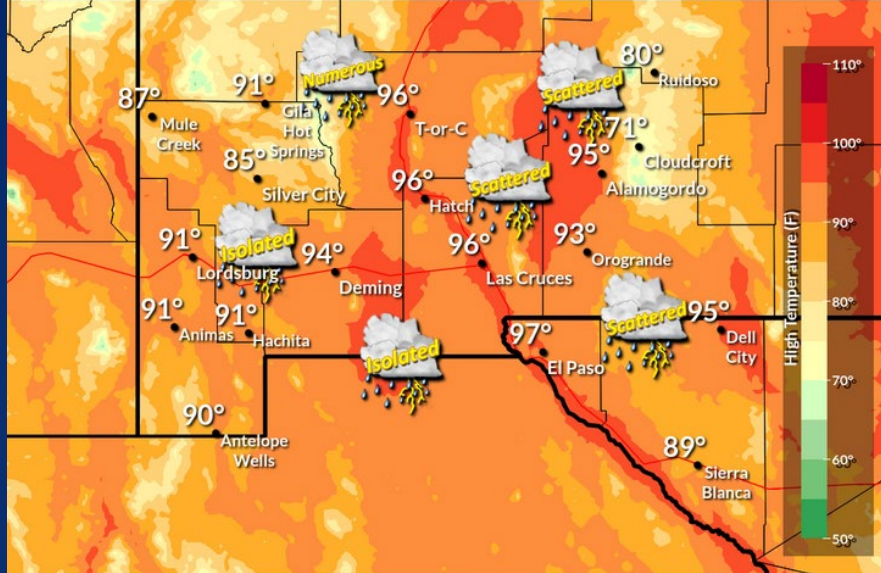 Numerous
80°
Ruidoso
Scattered
110°
91°
87°
96°
Gila
Hot
Springs
Mule
Creek
T-or-C
71°
100°
85°
Scattered
95°
Cloudcroft
Silver City
96°
Alamogordo
Hatch
90°
Isolated
91°
94°
96°
93°
Lordsburg
Deming
Las Cruces
Orogrande
High Temperature (F)
80°
91°
91°
Animas
Hachita
Isolated
97°
El Paso
Scattered
95°
Dell
City
70°
90°
Antelope
Wells
89°
Sierra
Blanca
60°
50°